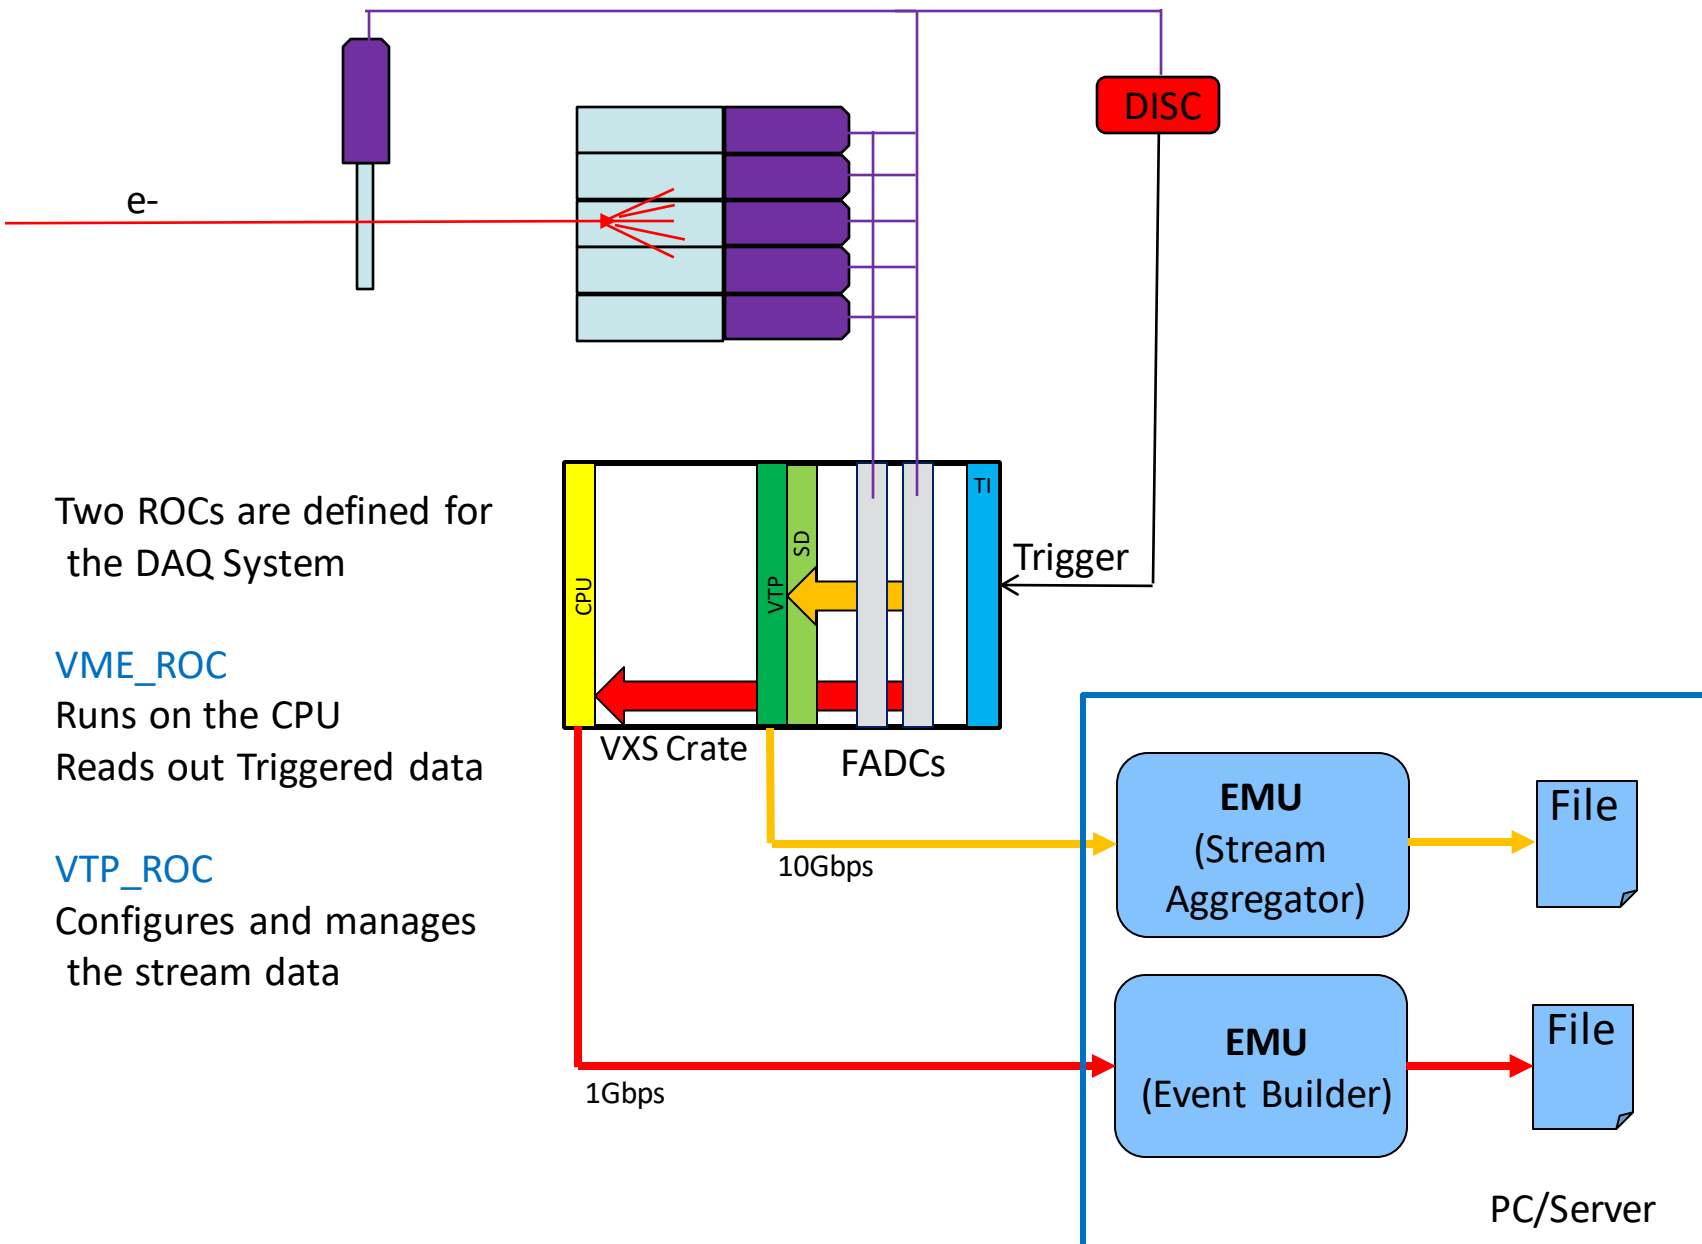 DISC
e-
TI
Two ROCs are defined for
the DAQ System
SD
Trigger
CPU
VTP
VME_ROC
Runs on the CPU
Reads out Triggered data
VXS Crate
FADCs
VTP_ROC
Configures and manages
the stream data
10Gbps
EMU
(Stream
Aggregator)
File
1Gbps
EMU
(Event Builder)
File
PC/Server